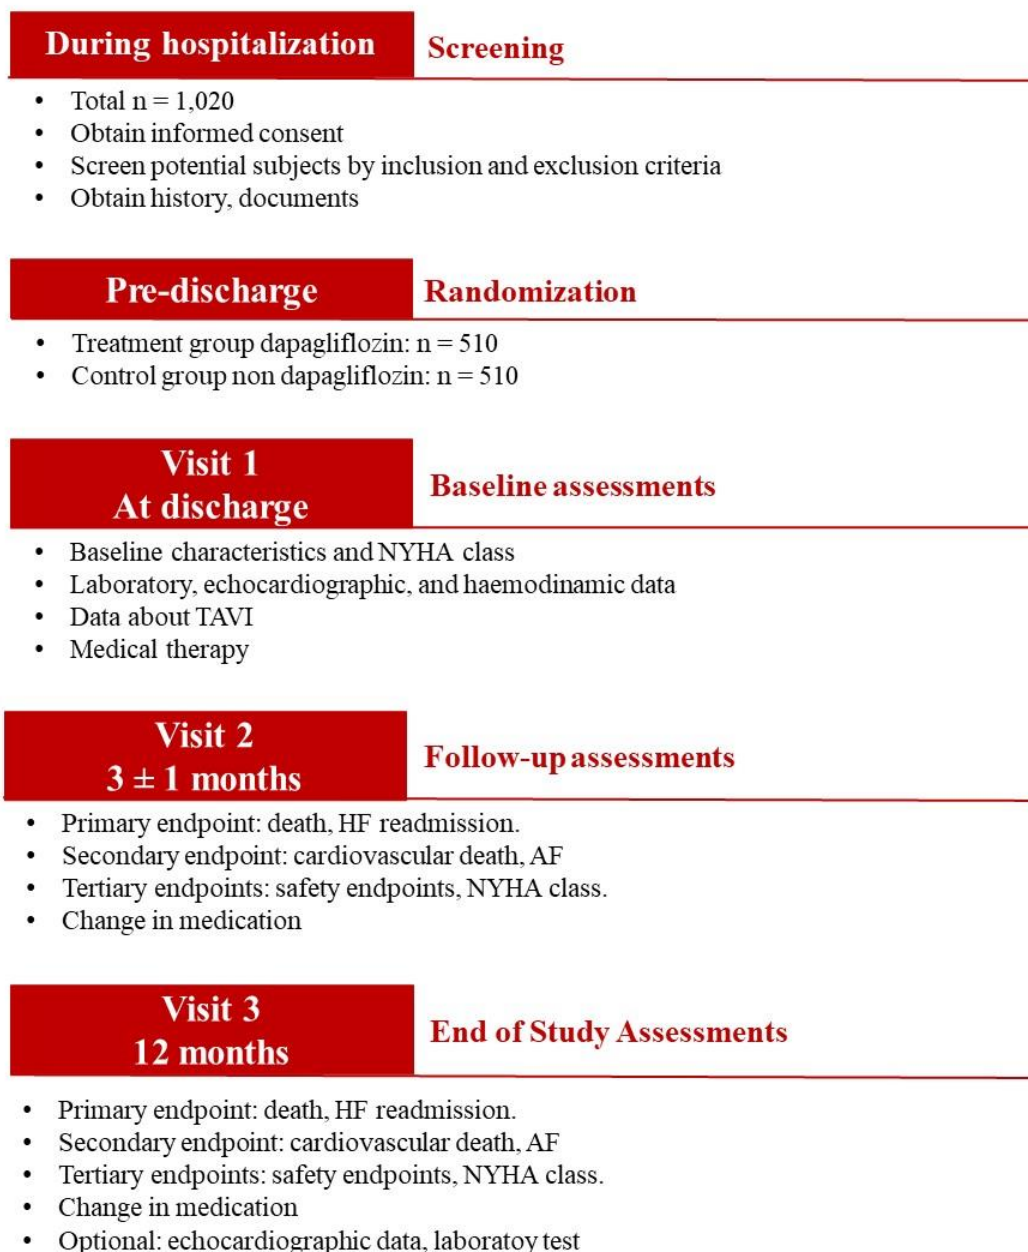 During hospitalization Screening
• Total n = 1,020
• Obtain informed consent
• Screen potential subjects by inclusion and exclusion criteria
• Obtain history, documents
Pre-discharge Randomization
• Treatment group dapagliflozin: n = 510
• Control group non dapagliflozin: n = 510
Visit 1
At discharge
Baseline assessments
• Baseline characteristics and NYHA class
• Laboratory, echocardiographic, and haemodinamic data
• Data about TAVI
• Medical therapy
Visit 2
3 ± 1 months
Follow-up assessments
• Primary endpoint: death, HF readmission.
• Secondary endpoint: cardiovascular death, AF
• Tertiary endpoints: safety endpoints, NYHA class.
• Change in medication
Visit 3
12 months
End of Study Assessments
• Primary endpoint: death, HF readmission.
• Secondary endpoint: cardiovascular death, AF
• Tertiary endpoints: safety endpoints, NYHA class.
• Change in medication
• Optional: echocardiographic data, laboratoy test